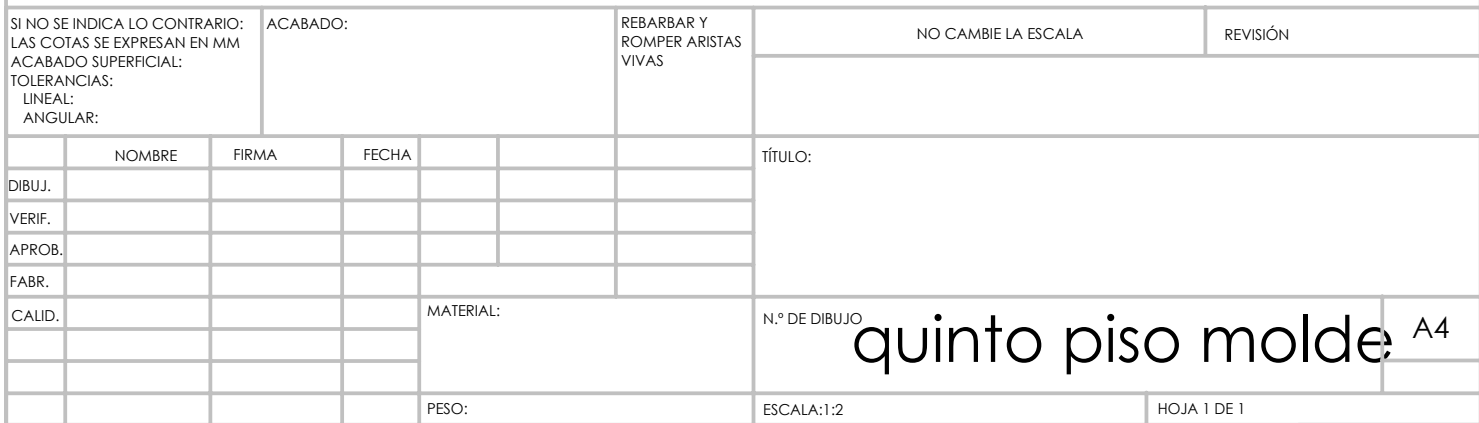 SI NO SE INDICA LO CONTRARIO:
LAS COTAS SE EXPRESAN EN MM
ACABADO SUPERFICIAL:
TOLERANCIAS:
LINEAL:
ANGULAR:
ACABADO:
REBARBAR Y
ROMPER ARISTAS
VIVAS
NO CAMBIE LA ESCALA
REVISIÓN
NOMBRE
FIRMA
FECHA
TÍTULO:
DIBUJ.
VERIF.
APROB.
FABR.
CALID.
MATERIAL:
N.º DE DIBUJO
quinto piso molde
A4
PESO:
ESCALA:1:2
HOJA 1 DE 1